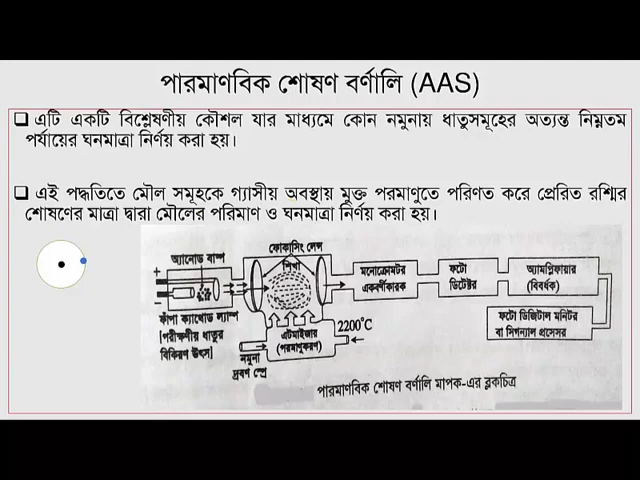 পারমাণবিক শোষণ বর্ণালি (AAS)
এটি একটি বিশ্লেষণীয় কৌশল যার মাধ্যমে কোন নমুনায় ধাতুসমূহের অত্যন্ত নিম্নতম
পর্যায়ের ঘনমাত্রা নির্ণয় করা হয়।
এই পদ্ধতিতে মৌল সমূহকে গ্যাসীয় অবস্থায় মুক্ত পরমাণুতে পরিণত করে প্রেরিত রশ্মির
শোষণের মাত্রা দ্বারা মৌলের পরিমাণ ও ঘনমাত্রা নির্ণয় করা হয়।
ফোকাসিং লেন্স
অ্যানোড বাষ্প
শিখা
+
−
মনোক্রোমটর
একবর্ণীকারক
ফটো
ডিটেক্টর
অ্যামপ্লিফায়ার
(বিবর্ধক)
ফাঁপা ক্যাথোড ল্যাম্প
[পরীক্ষণীয় ধাতুর
বিকিরণ উৎস]
এটমাইজার
(পরমাণুকরণ)
2200°C
ফটো ডিজিটাল মনিটর
বা সিগন্যাল প্রসেসর
নমুনা
দ্রবণ স্প্রে
পারমাণবিক শোষণ বর্ণালি মাপক-এর ব্লকচিত্র